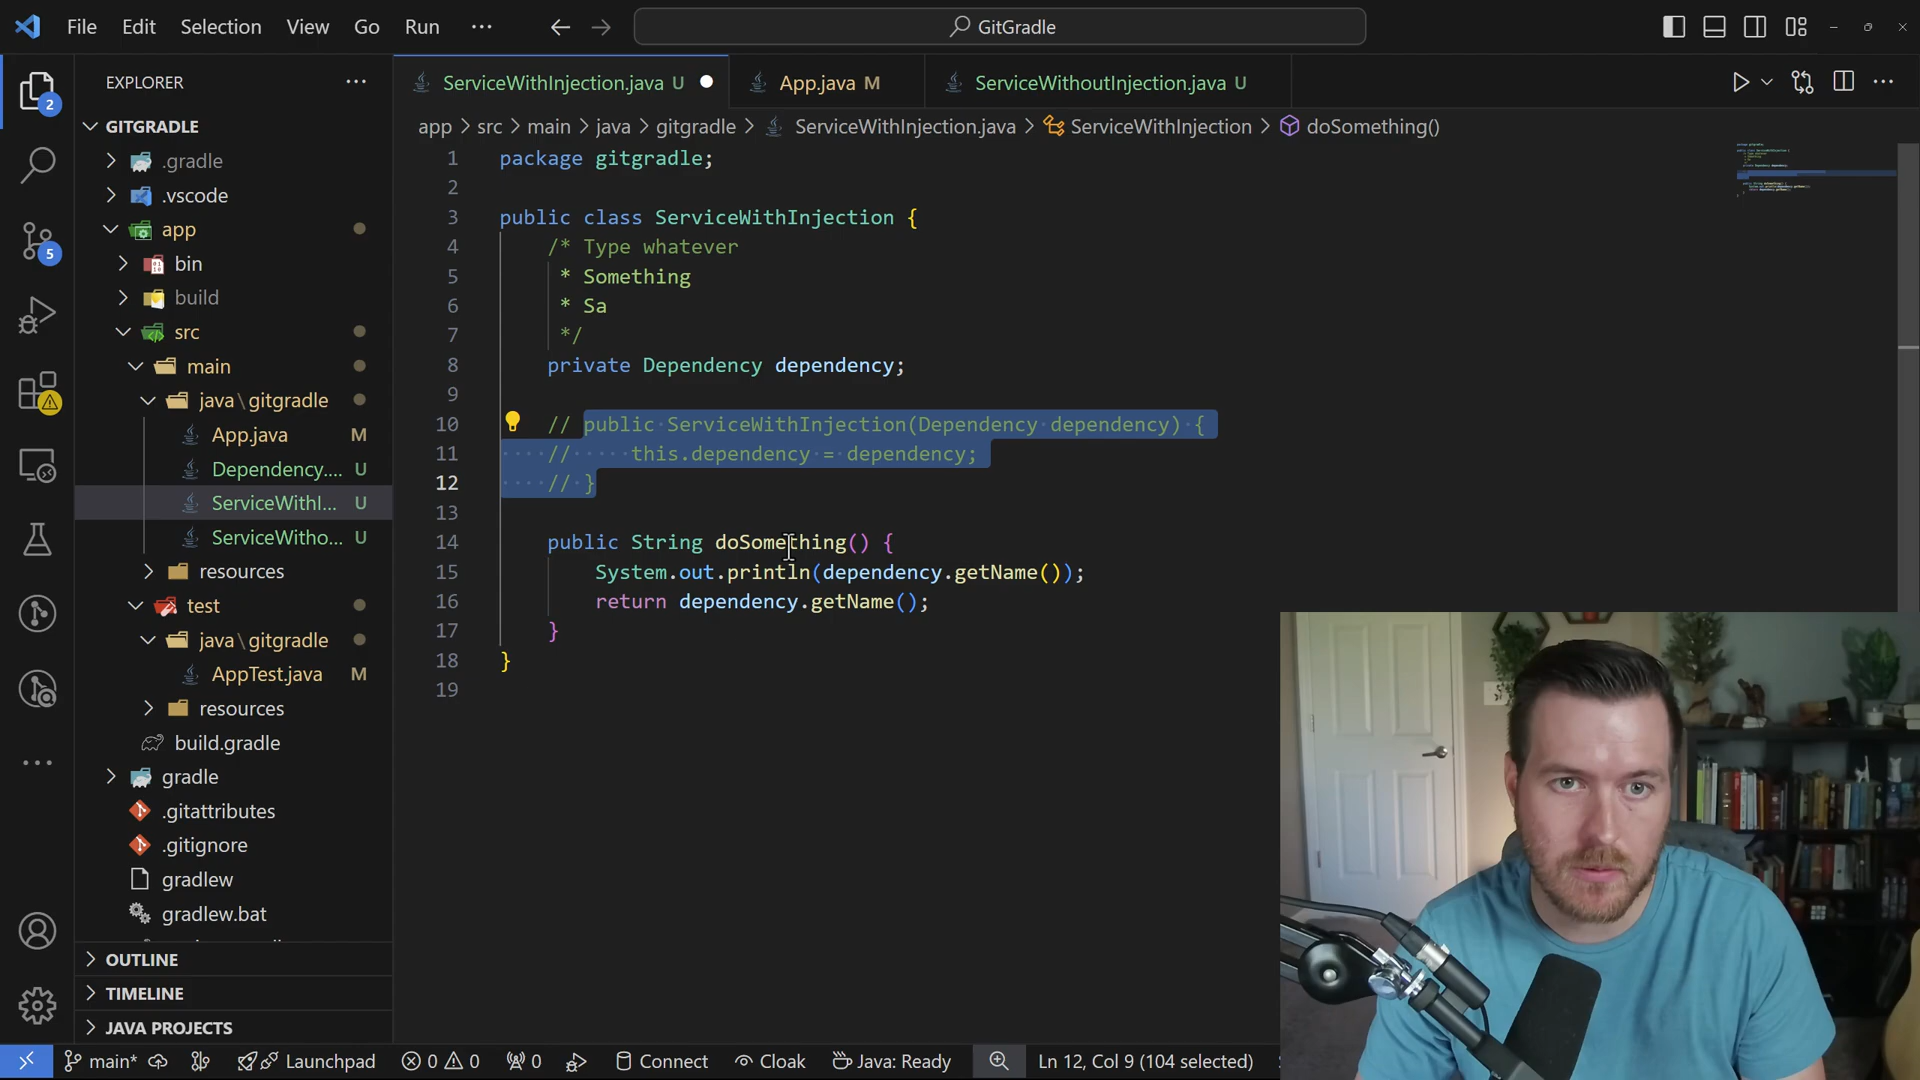 File Edit Selection View Go Run ··· GitGradle
EXPLORER ···
GITGRADLE
.gradle
.vscode
app
bin
build
src
main
java\gitgradle
App.java M
Dependency.... U
ServiceWithI... U
ServiceWitho... U
resources
test
java\gitgradle
AppTest.java M
resources
build.gradle
gradle
.gitattributes
.gitignore
gradlew
gradlew.bat
OUTLINE
TIMELINE
JAVA PROJECTS
2
5
ServiceWithInjection.java U App.java M ServiceWithoutInjection.java U
app > src > main > java > gitgradle > ServiceWithInjection.java > ServiceWithInjection > doSomething()
1 package gitgradle;
2
3 public class ServiceWithInjection {
4 /* Type whatever
5 * Something
6 * Sa
7 */
8 private Dependency dependency;
9
10 // public ServiceWithInjection(Dependency dependency) {
11 // this.dependency = dependency;
12 // }
13
14 public String doSomething() {
15 System.out.println(dependency.getName());
16 return dependency.getName();
17 }
18 }
19
main* Launchpad 0 0 0 Connect Cloak Java: Ready Ln 12, Col 9 (104 selected)